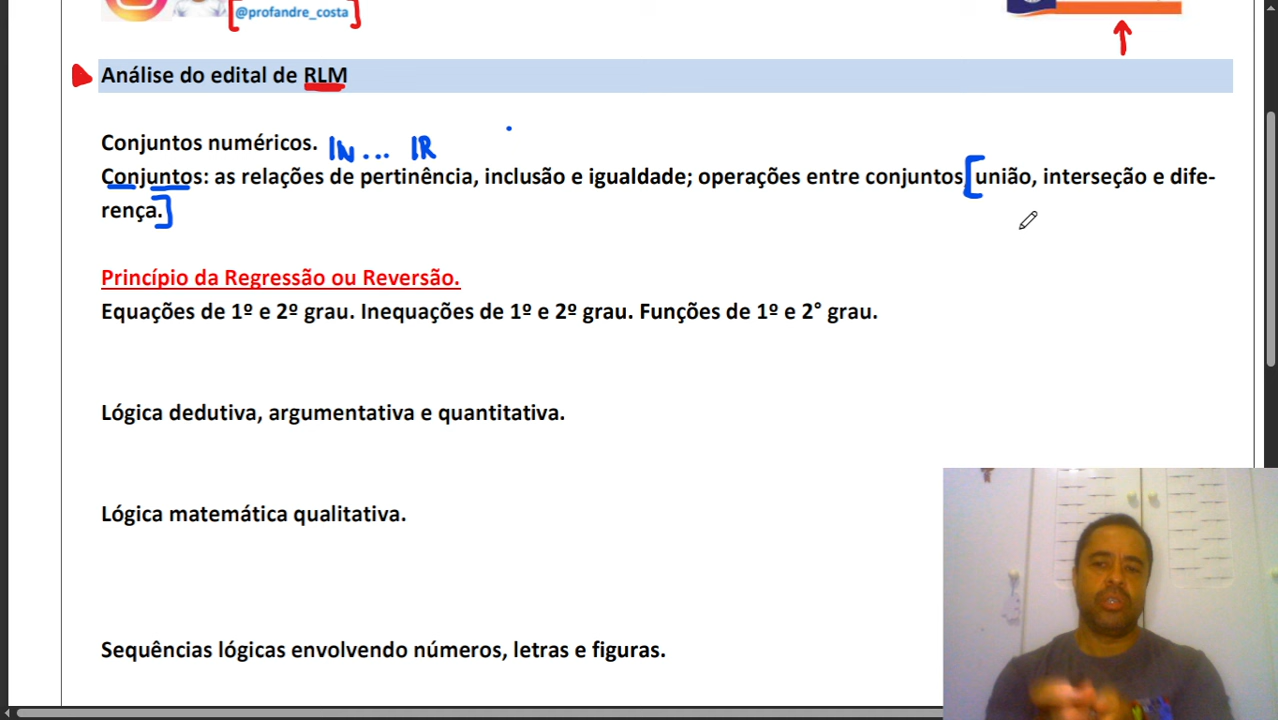 @profandre_costa
Análise do edital de RLM
Conjuntos numéricos. IN... IR
Conjuntos: as relações de pertinência, inclusão e igualdade; operações entre conjuntos, união, interseção e dife-
rença.
Princípio da Regressão ou Reversão.
Equações de 1º e 2º grau. Inequações de 1º e 2º grau. Funções de 1º e 2° grau.
Lógica dedutiva, argumentativa e quantitativa.
Lógica matemática qualitativa.
Sequências lógicas envolvendo números, letras e figuras.